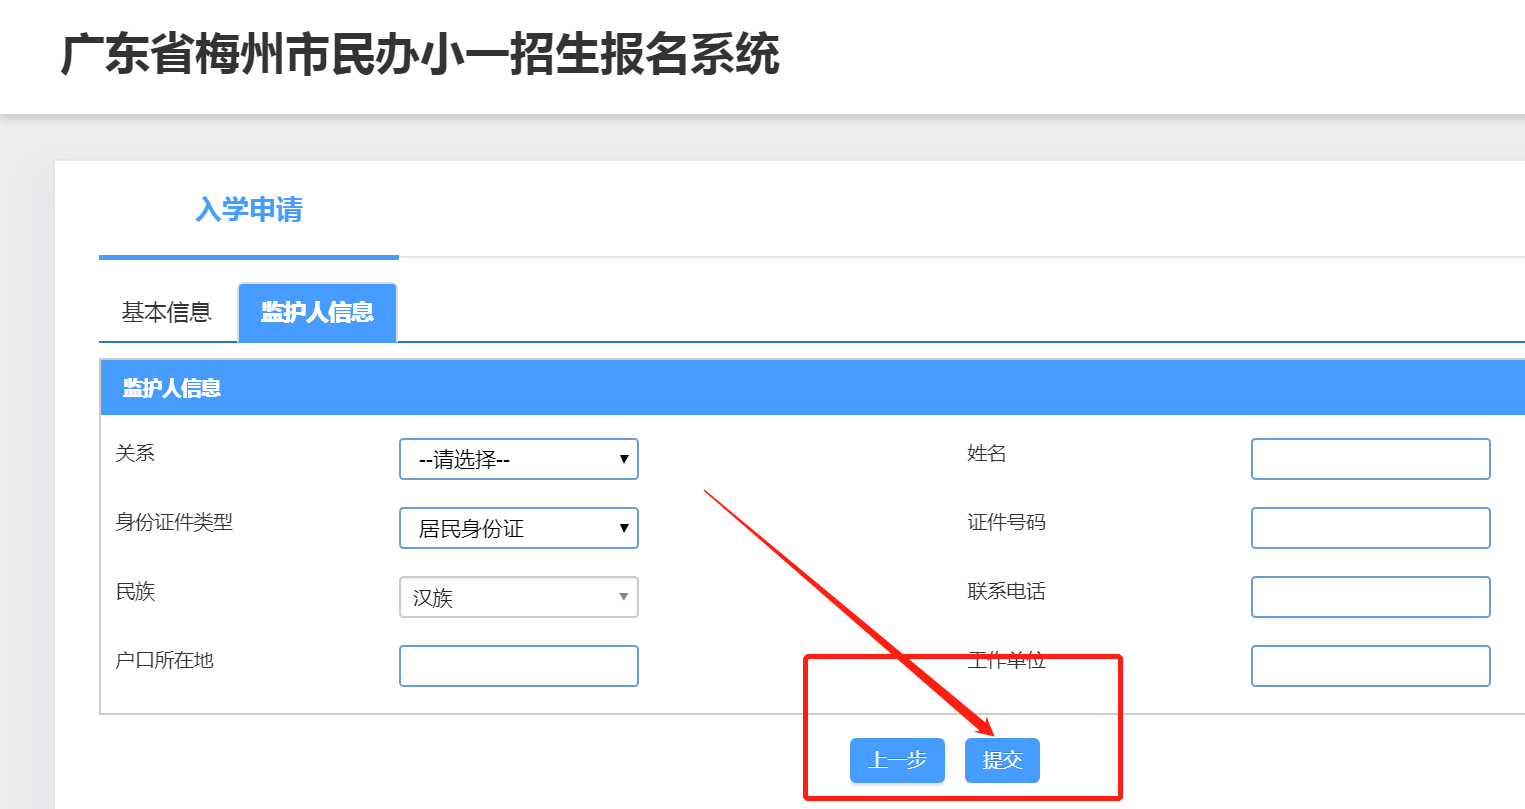 广东省梅州市民办小一招生报名系统
入学申请
基本信息 监护人信息
监护人信息
关系 --请选择-- 姓名
身份证件类型 居民身份证 证件号码
民族 汉族 联系电话
户口所在地 工作单位
上一步 提交